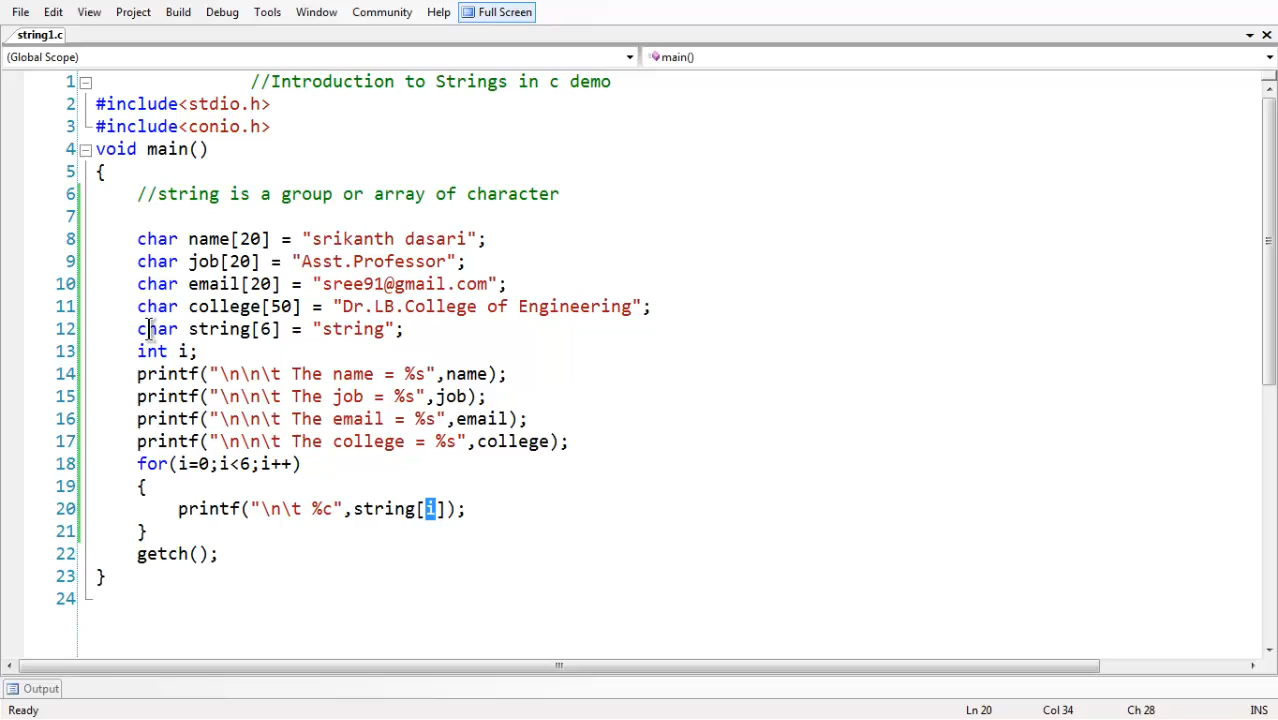 File Edit View Project Build Debug Tools Window Community Help Full Screen
string1.c
(Global Scope) main()
1 //Introduction to Strings in c demo
2 #include<stdio.h>
3 #include<conio.h>
4 void main()
5 {
6 //string is a group or array of character
7
8 char name[20] = "srikanth dasari";
9 char job[20] = "Asst.Professor";
10 char email[20] = "sree91@gmail.com";
11 char college[50] = "Dr.LB.College of Engineering";
12 char string[6] = "string";
13 int i;
14 printf("\n\n\t The name = %s",name);
15 printf("\n\n\t The job = %s",job);
16 printf("\n\n\t The email = %s",email);
17 printf("\n\n\t The college = %s",college);
18 for(i=0;i<6;i++)
19 {
20 printf("\n\t %c",string[i]);
21 }
22 getch();
23 }
24
Output
Ready Ln 20 Col 34 Ch 28 INS